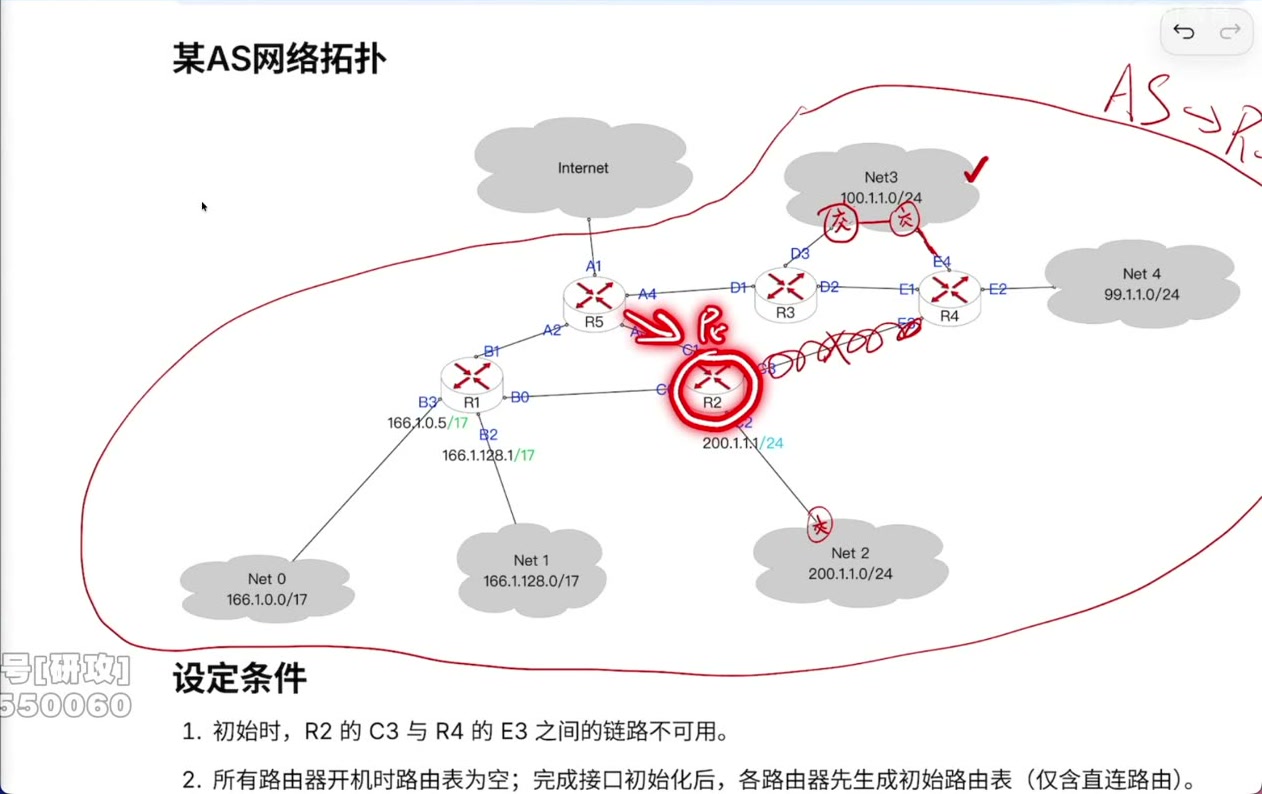 某AS网络拓扑
AS→R
Internet
Net3
100.1.1.0/24
Net 4
99.1.1.0/24
A1
D3
E4
A4
D1
D2
E1
E2
R5
R3
R4
A2
B1
C1
R1
B0
R2
B3
166.1.0.5/17
B2
166.1.128.1/17
200.1.1.1/24
Net 0
166.1.0.0/17
Net 1
166.1.128.0/17
Net 2
200.1.1.0/24
号[研攻]
550060
设定条件
1. 初始时，R2 的 C3 与 R4 的 E3 之间的链路不可用。
2. 所有路由器开机时路由表为空；完成接口初始化后，各路由器先生成初始路由表（仅含直连路由）。